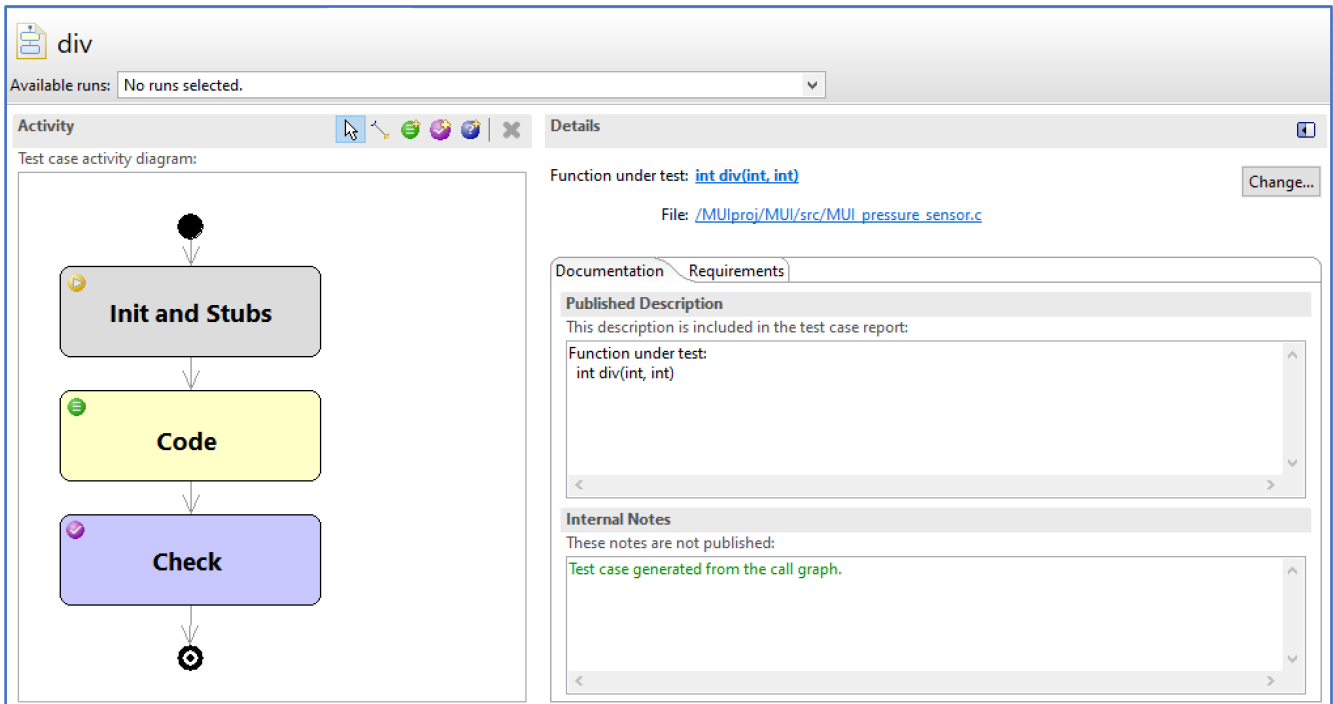 div
Available runs: No runs selected.
Activity
Test case activity diagram:
Init and Stubs
Code
Check
Details
Function under test: int div(int, int)
Change...
File: /MUIproj/MUI/src/MUI_pressure_sensor.c
Documentation Requirements
Published Description
This description is included in the test case report:
Function under test:
int div(int, int)
Internal Notes
These notes are not published:
Test case generated from the call graph.